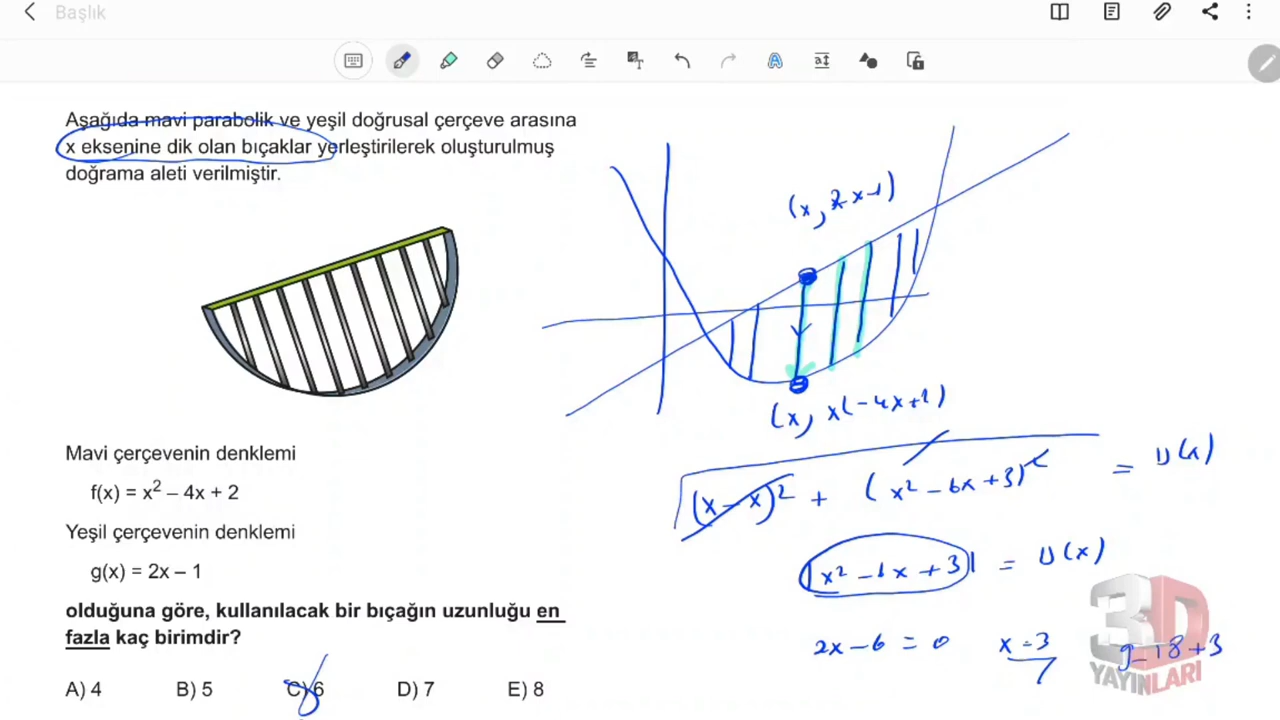 Başlık
Aşağıda mavi parabolik ve yeşil doğrusal çerçeve arasına
x eksenine dik olan bıçaklar yerleştirilerek oluşturulmuş
doğrama aleti verilmiştir.
(x, 2x-1)
(x, x(-4x+2)
Mavi çerçevenin denklemi
f(x) = x² – 4x + 2
Yeşil çerçevenin denklemi
g(x) = 2x – 1
olduğuna göre, kullanılacak bir bıçağın uzunluğu en
fazla kaç birimdir?
A) 4 B) 5 C) 6 D) 7 E) 8
(x-x)² + (x²-6x+3)² = U(x)
|x²-6x+3| = U(x)
2x-6=0 x=3 9-18+3
3D
YAYINLARI